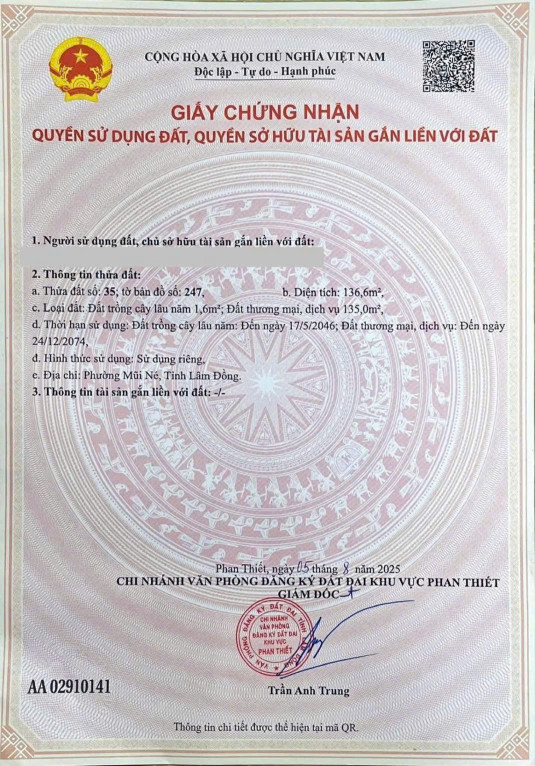 CỘNG HÒA XÃ HỘI CHỦ NGHĨA VIỆT NAM
Độc lập - Tự do - Hạnh phúc
GIẤY CHỨNG NHẬN
QUYỀN SỬ DỤNG ĐẤT, QUYỀN SỞ HỮU TÀI SẢN GẮN LIỀN VỚI ĐẤT
1. Người sử dụng đất, chủ sở hữu tài sản gắn liền với đất:
2. Thông tin thửa đất:
a. Thửa đất số: 35; tờ bản đồ số: 247, b. Diện tích: 136,6m²,
c. Loại đất: Đất trồng cây lâu năm 1,6m²; Đất thương mại, dịch vụ 135,0m²,
d. Thời hạn sử dụng: Đất trồng cây lâu năm: Đến ngày 17/5/2046; Đất thương mại, dịch vụ: Đến ngày
24/12/2074,
đ. Hình thức sử dụng: Sử dụng riêng,
e. Địa chỉ: Phường Mũi Né, Tỉnh Lâm Đồng.
3. Thông tin tài sản gắn liền với đất: -/-
Phan Thiết, ngày 05 tháng 8 năm 2025
CHI NHÁNH VĂN PHÒNG ĐĂNG KÝ ĐẤT ĐAI KHU VỰC PHAN THIẾT
GIÁM ĐỐC
CHI NHÁNH
VĂN PHÒNG
ĐĂNG KÝ ĐẤT ĐAI
KHU VỰC
PHAN THIẾT
VĂN PHÒNG ĐĂNG KÝ ĐẤT ĐAI TỈNH
AA 02910141
Trần Anh Trung
Thông tin chi tiết được thể hiện tại mã QR.